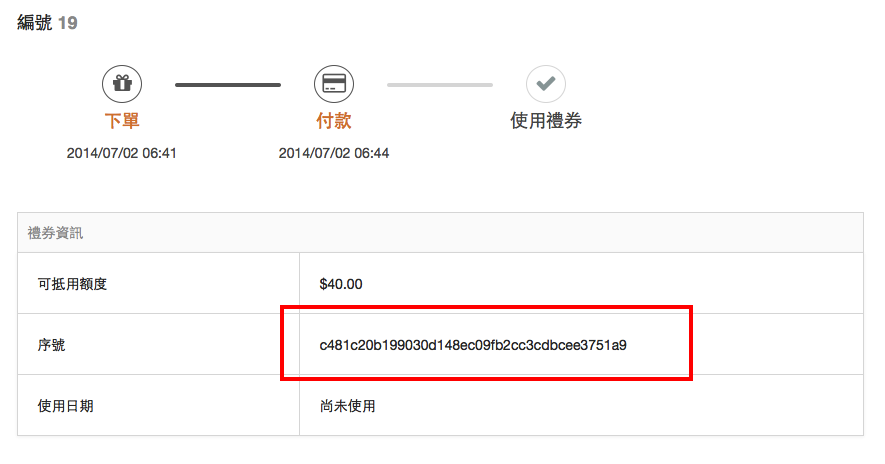 編號 19
下單 付款 使用禮券
2014/07/02 06:41 2014/07/02 06:44
禮券資訊
可抵用額度 $40.00
序號 c481c20b199030d148ec09fb2cc3cdbcee3751a9
使用日期 尚未使用